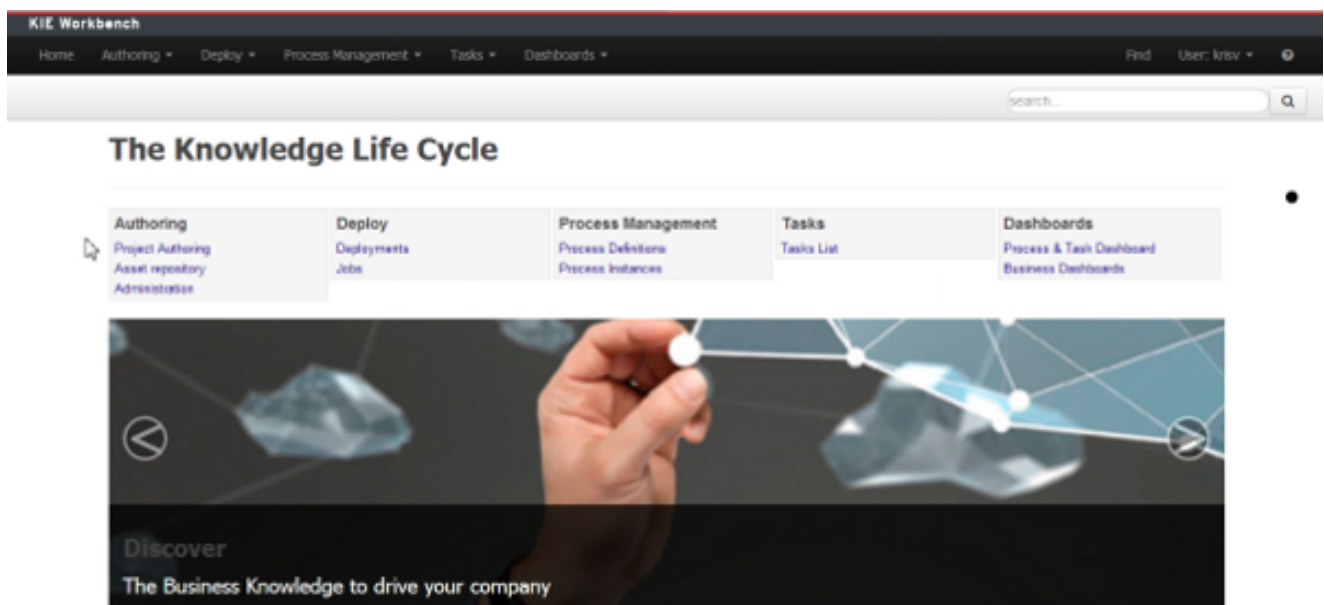 KIE Workbench
Home Authoring Deploy Process Management Tasks Dashboards Find User: krisv
search...
The Knowledge Life Cycle
Authoring Deploy Process Management Tasks Dashboards
Project Authoring Deployments Process Definitions Tasks List Process & Task Dashboard
Asset repository Jobs Process Instances Business Dashboards
Administration
Discover
The Business Knowledge to drive your company